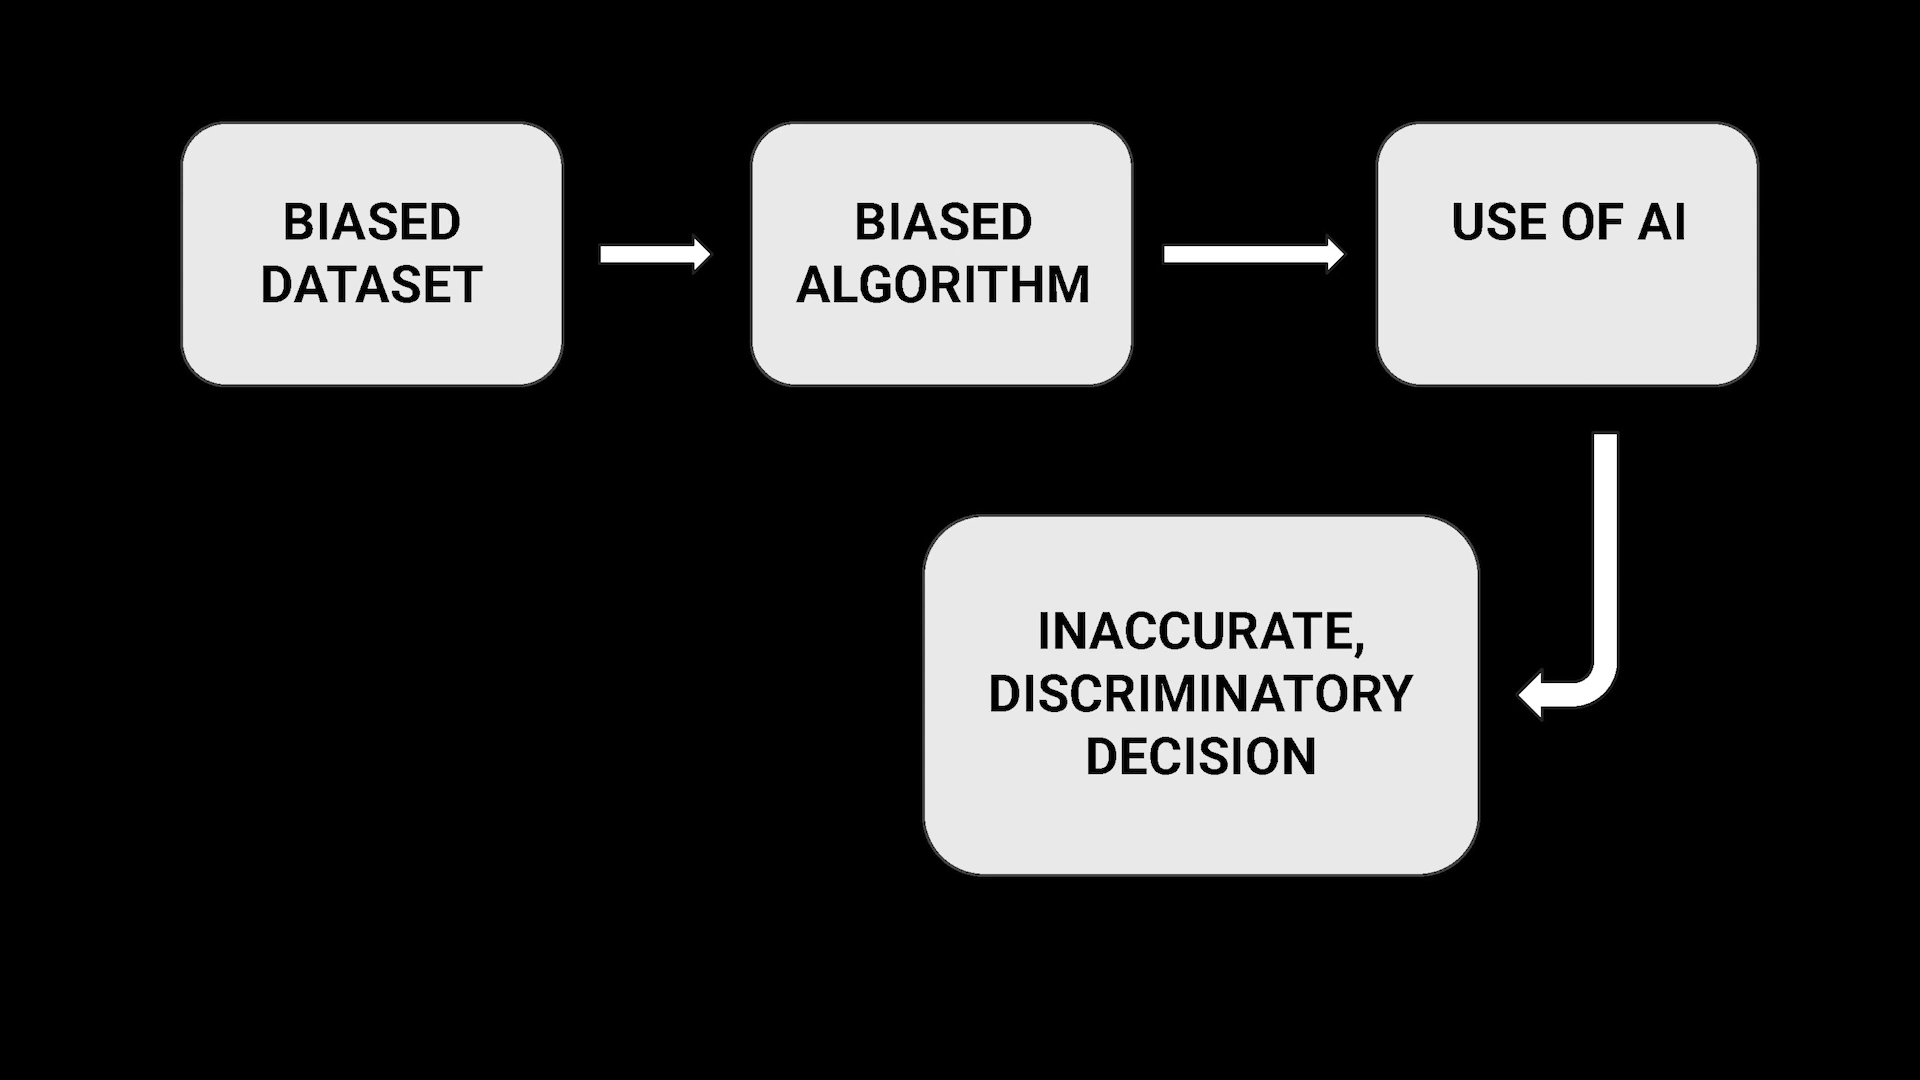 BIASED
DATASET
BIASED
ALGORITHM
USE OF AI
INACCURATE,
DISCRIMINATORY
DECISION